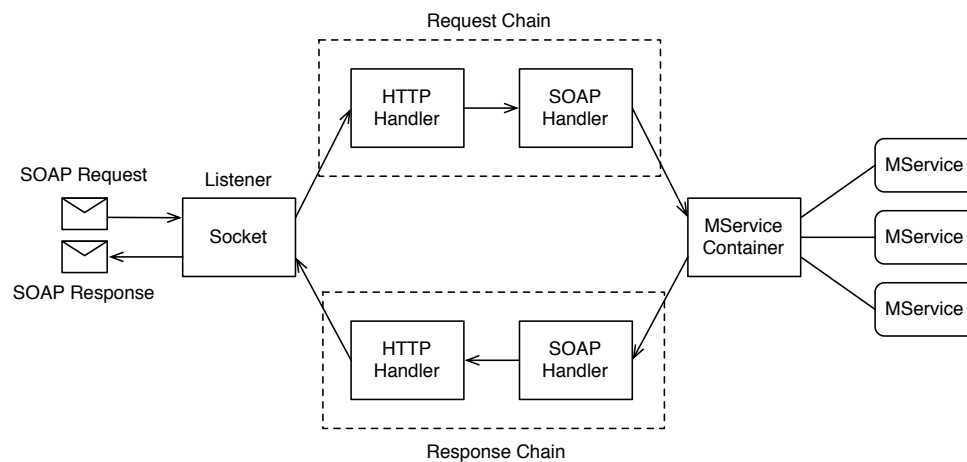 Request Chain
HTTP
Handler
SOAP
Handler
SOAP Request
Listener
Socket
SOAP Response
MService
Container
MService
MService
MService
HTTP
Handler
SOAP
Handler
Response Chain